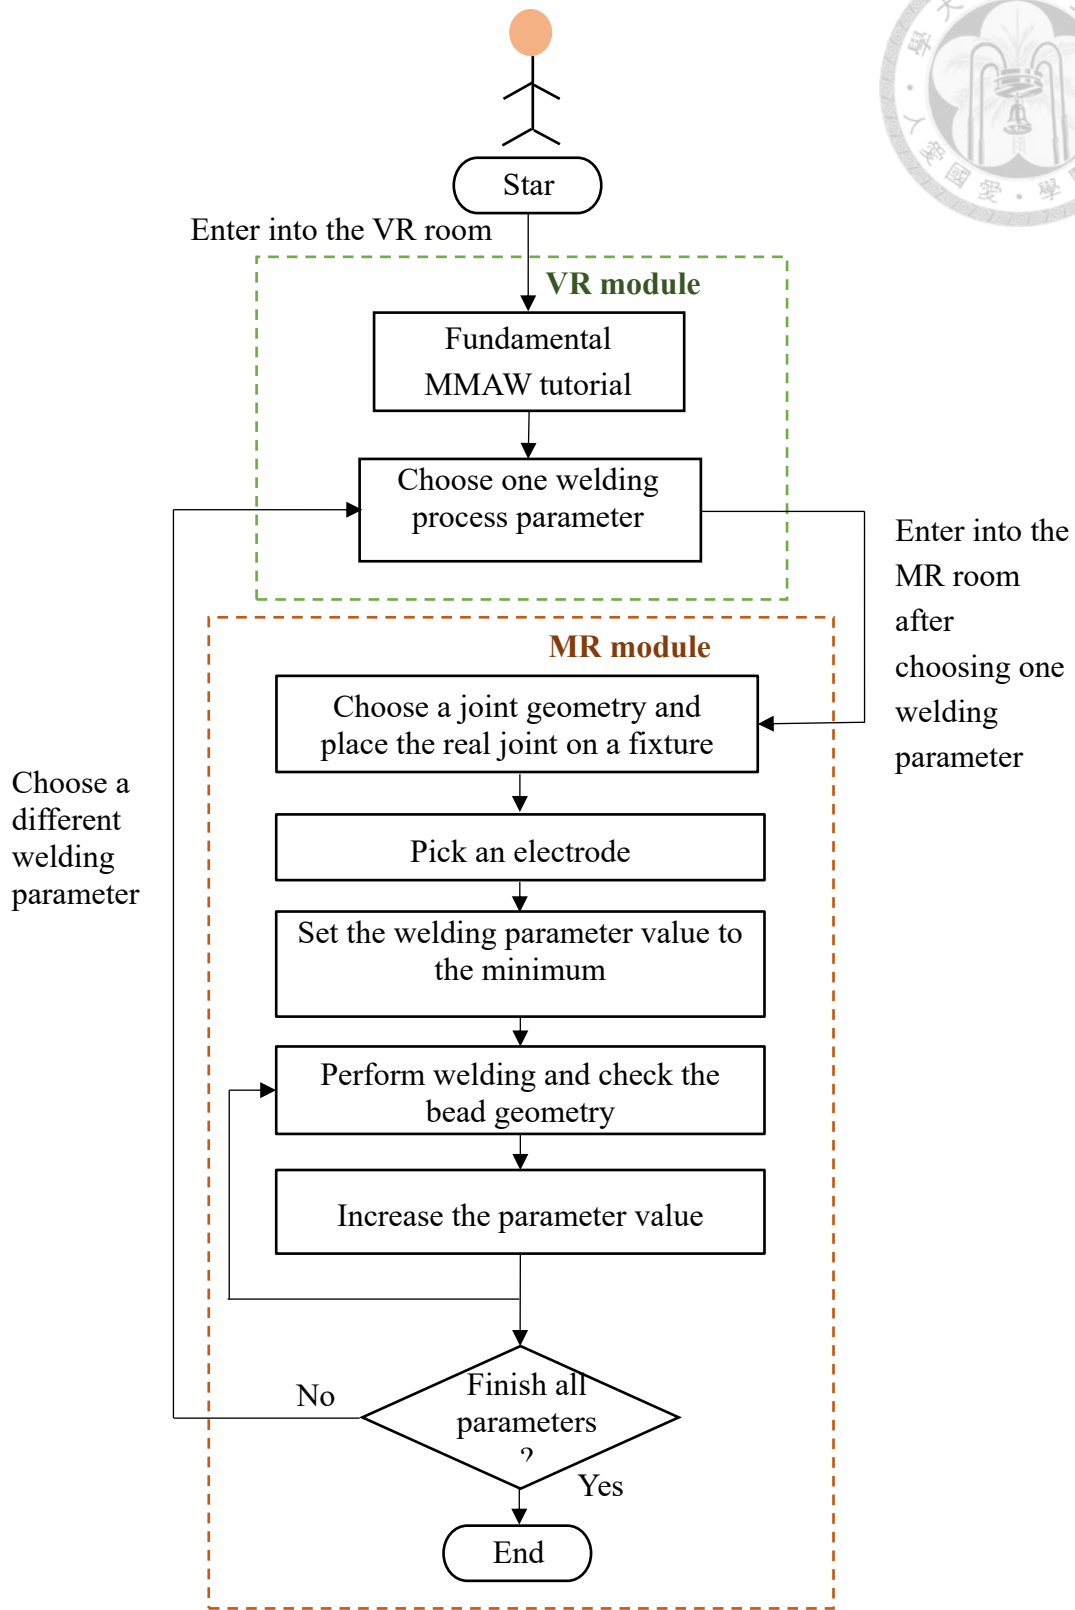 Star
Enter into the VR room
VR module
Fundamental
MMAW tutorial
Choose one welding
process parameter
Enter into the
MR room
after
choosing one
welding
parameter
MR module
Choose a joint geometry and
place the real joint on a fixture
Choose a
different
welding
parameter
Pick an electrode
Set the welding parameter value to
the minimum
Perform welding and check the
bead geometry
Increase the parameter value
No
Finish all
parameters
?
Yes
End